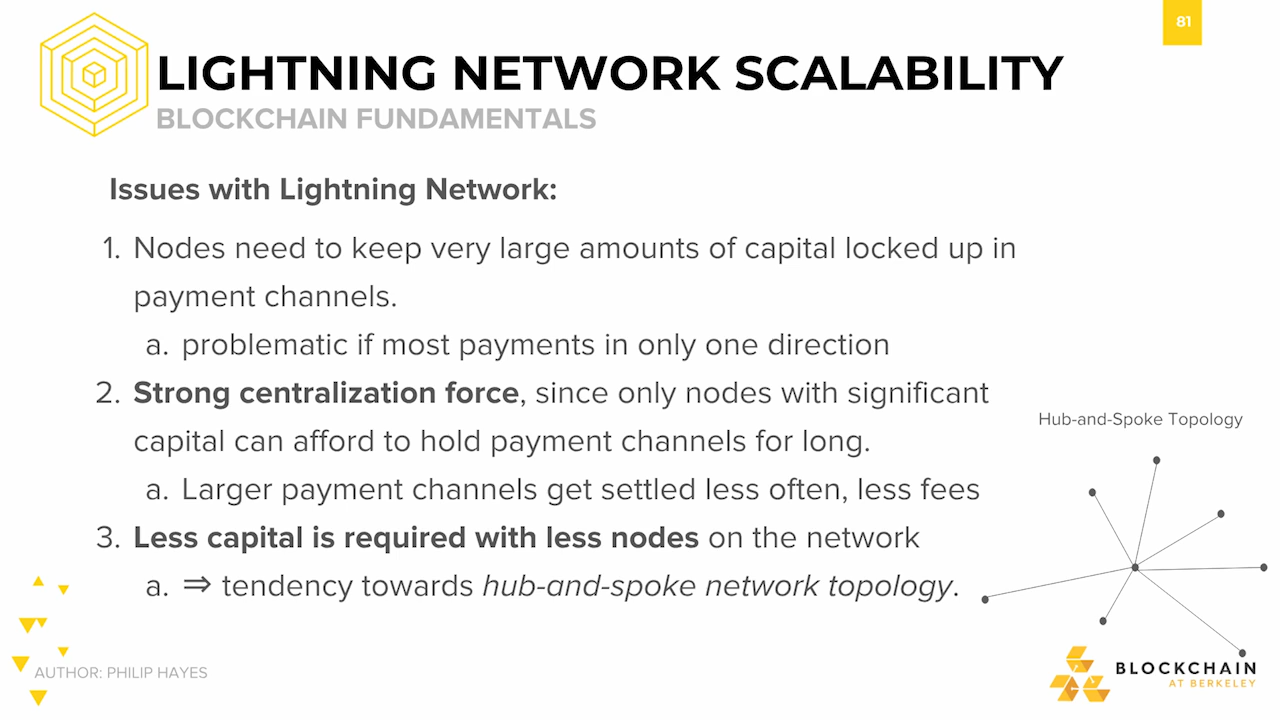 81
LIGHTNING NETWORK SCALABILITY
BLOCKCHAIN FUNDAMENTALS
Issues with Lightning Network:
1. Nodes need to keep very large amounts of capital locked up in
payment channels.
a. problematic if most payments in only one direction
2. Strong centralization force, since only nodes with significant
capital can afford to hold payment channels for long.
a. Larger payment channels get settled less often, less fees
3. Less capital is required with less nodes on the network
a. ⇒ tendency towards hub-and-spoke network topology.
Hub-and-Spoke Topology
AUTHOR: PHILIP HAYES
BLOCKCHAIN
AT BERKELEY